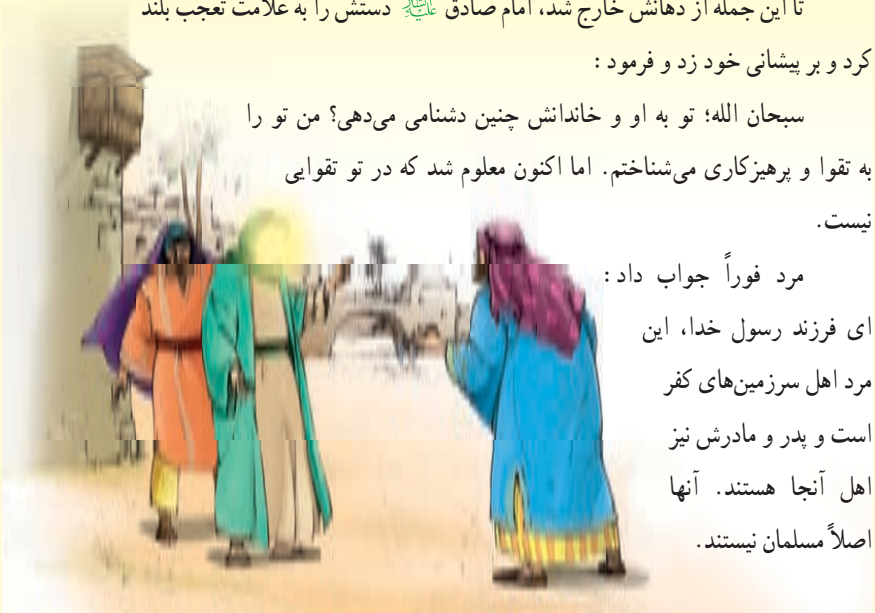 تا این جمله از دهانش خارج شد، امام صادق علیه‌السلام دستش را به علامت تعجب بلند
کرد و بر پیشانی خود زد و فرمود :
سبحان الله؛ تو به او و خاندانش چنین دشنامی می‌دهی؟ من تو را
به تقوا و پرهیزکاری می‌شناختم. اما اکنون معلوم شد که در تو تقوایی
نیست.
مرد فوراً جواب داد :
ای فرزند رسول خدا، این
مرد اهل سرزمین‌های کفر
است و پدر و مادرش نیز
اهل آنجا هستند. آنها
اصلاً مسلمان نیستند.